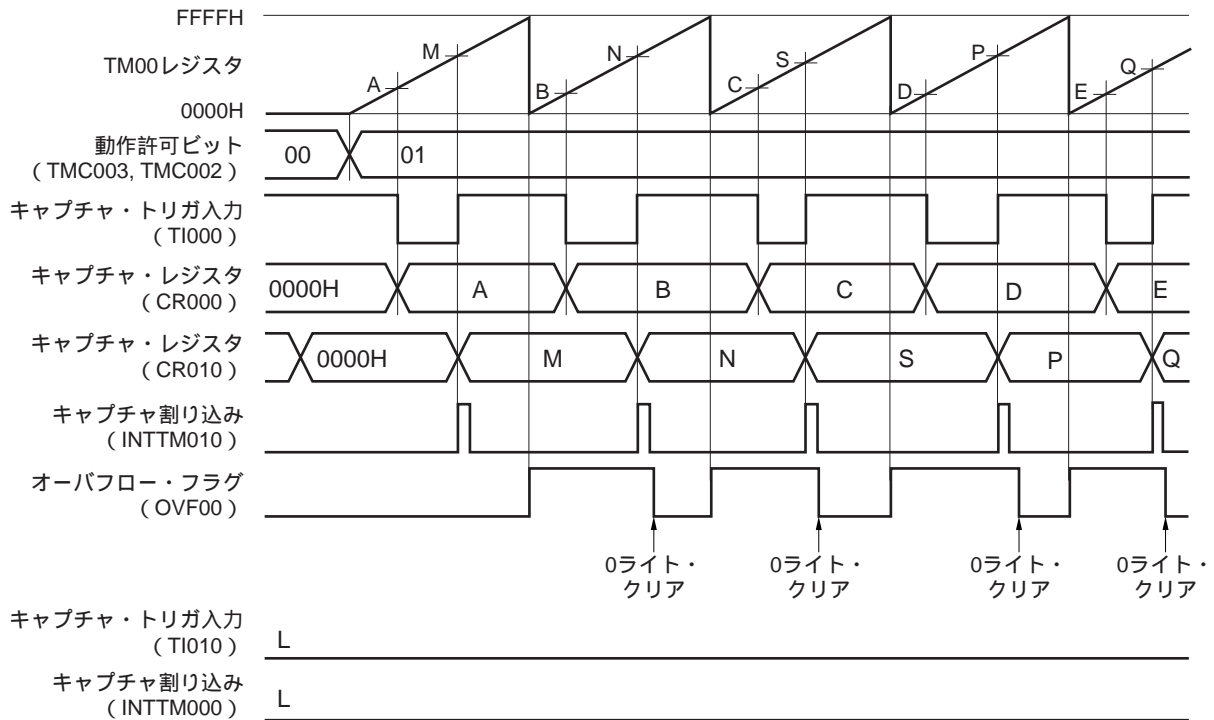 FFFFH
TM00レジスタ
0000H
A M B N C S D P E Q
動作許可ビット
（TMC003, TMC002）
00 01
キャプチャ・トリガ入力
（TI000）
キャプチャ・レジスタ
（CR000）
0000H A B C D E
キャプチャ・レジスタ
（CR010）
0000H M N S P Q
キャプチャ割り込み
（INTTM010）
オーバフロー・フラグ
（OVF00）
0ライト・ 0ライト・ 0ライト・ 0ライト・
クリア クリア クリア クリア
キャプチャ・トリガ入力
（TI010）
L
キャプチャ割り込み
（INTTM000）
L